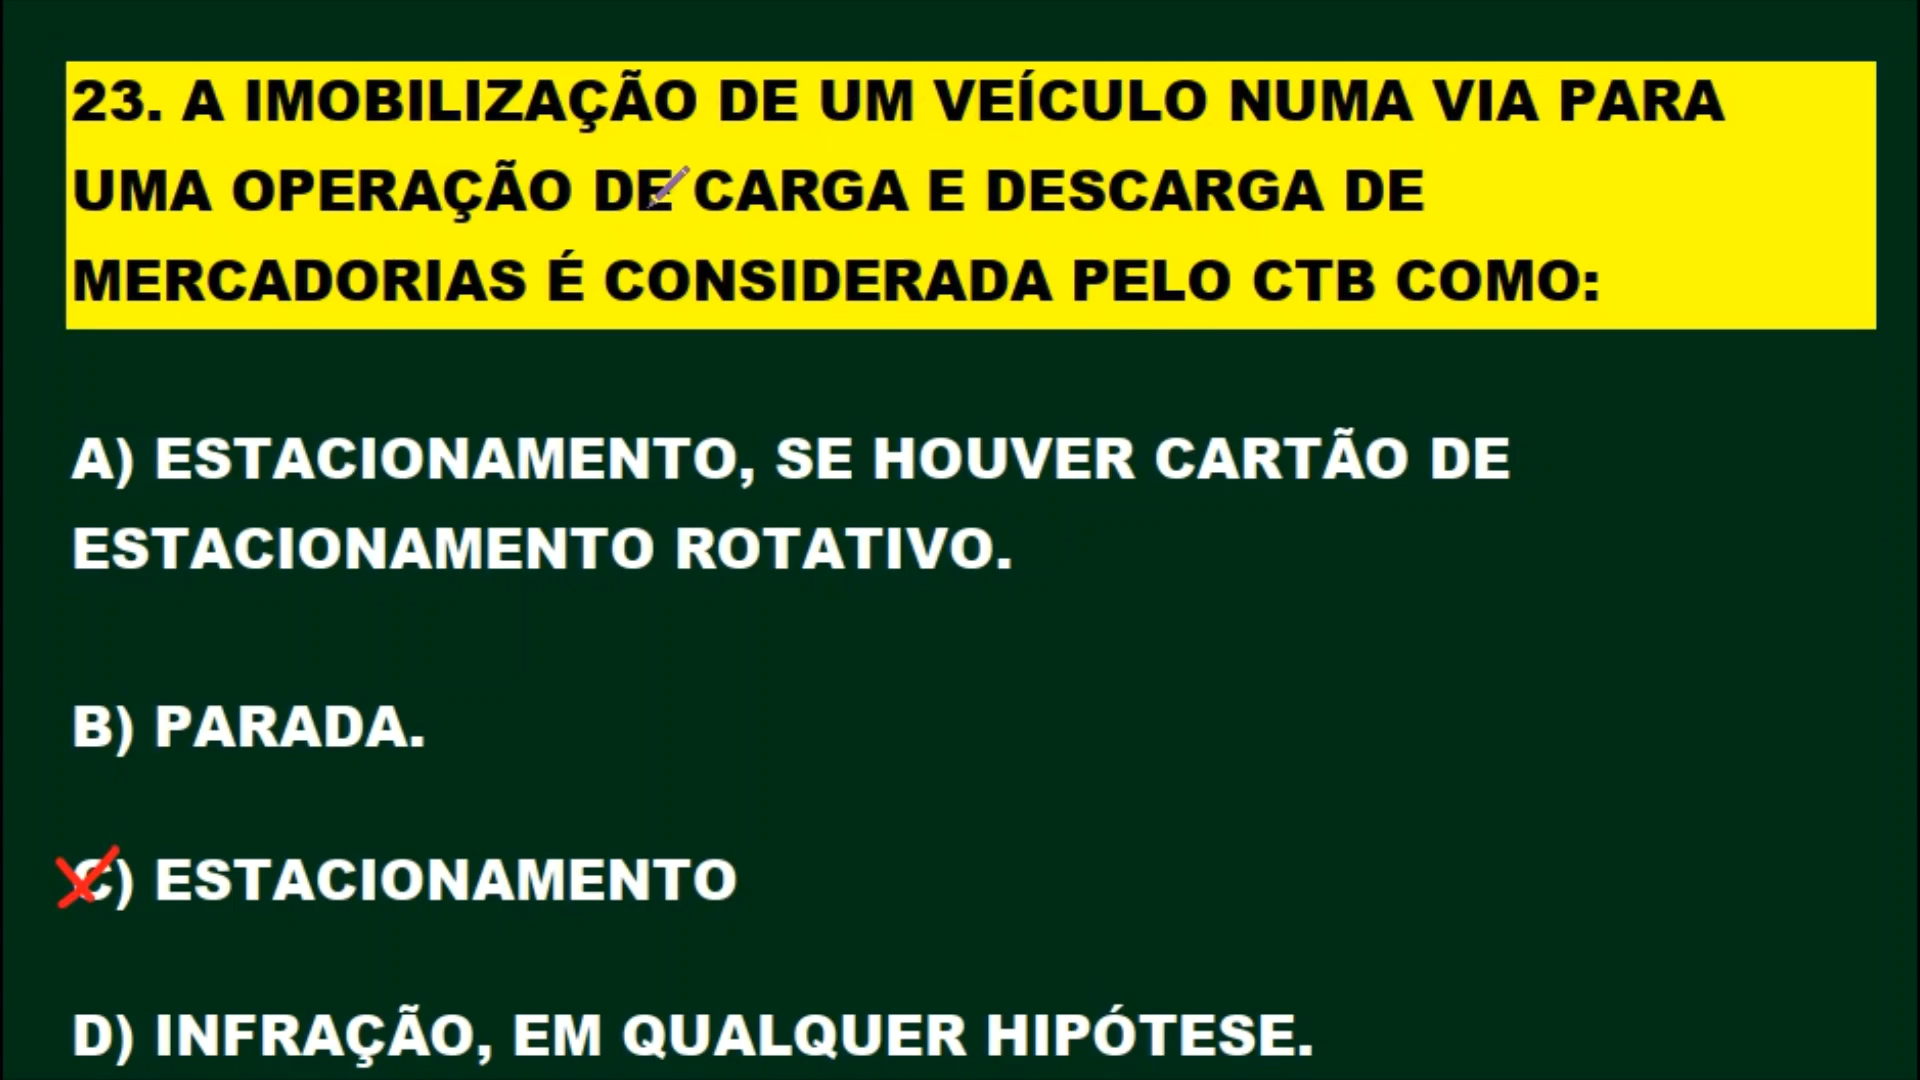 23. A IMOBILIZAÇÃO DE UM VEÍCULO NUMA VIA PARA
UMA OPERAÇÃO DE CARGA E DESCARGA DE
MERCADORIAS É CONSIDERADA PELO CTB COMO:
A) ESTACIONAMENTO, SE HOUVER CARTÃO DE
ESTACIONAMENTO ROTATIVO.
B) PARADA.
C) ESTACIONAMENTO
D) INFRAÇÃO, EM QUALQUER HIPÓTESE.